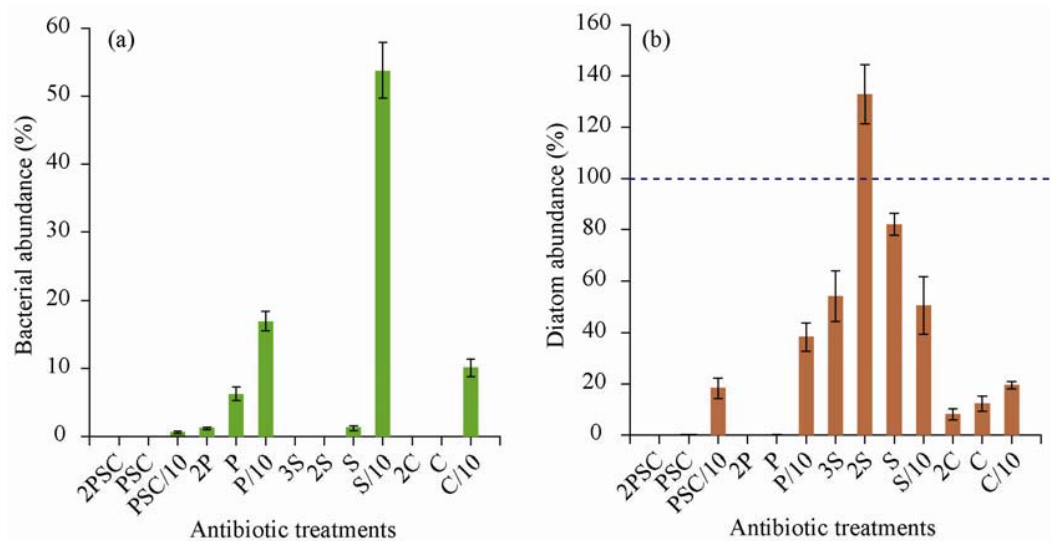 (a)
Bacterial abundance (%)
60
50
40
30
20
10
0
2PSC
PSC
PSC/10
2P
P
P/10
3S
2S
S
S/10
2C
C
C/10
Antibiotic treatments
(b)
Diatom abundance (%)
160
140
120
100
80
60
40
20
0
2PSC
PSC
PSC/10
2P
P
P/10
3S
2S
S
S/10
2C
C
C/10
Antibiotic treatments